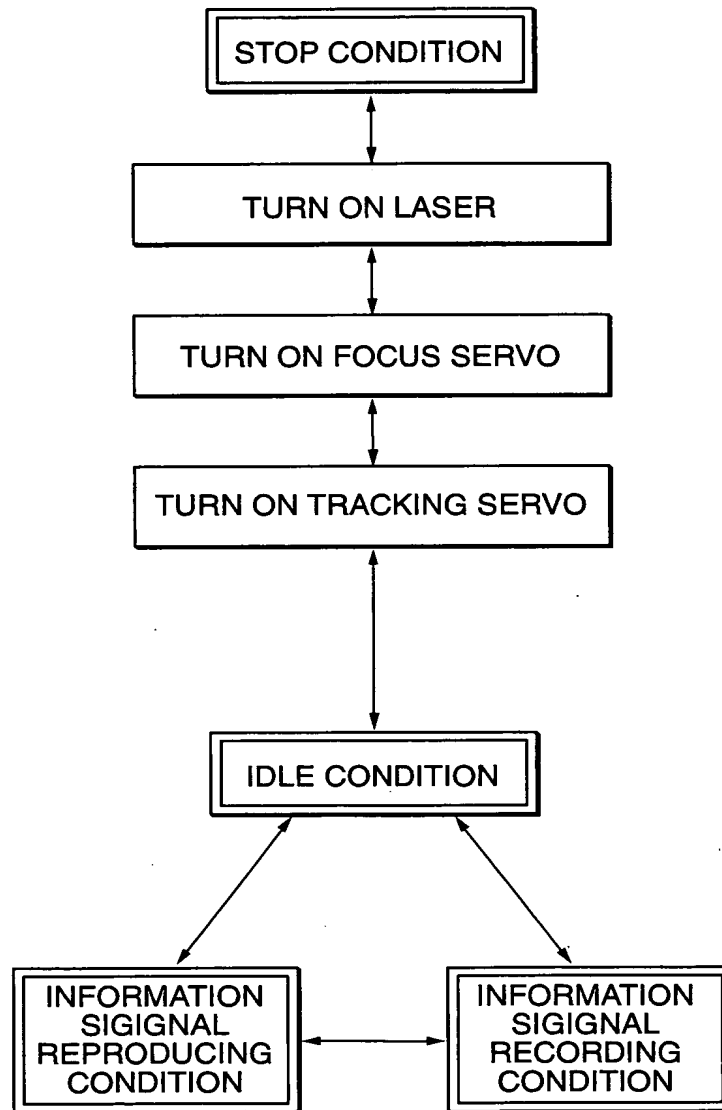 STOP CONDITION
TURN ON LASER
TURN ON FOCUS SERVO
TURN ON TRACKING SERVO
IDLE CONDITION
INFORMATION
SIGIGNAL
REPRODUCING
CONDITION
INFORMATION
SIGIGNAL
RECORDING
CONDITION